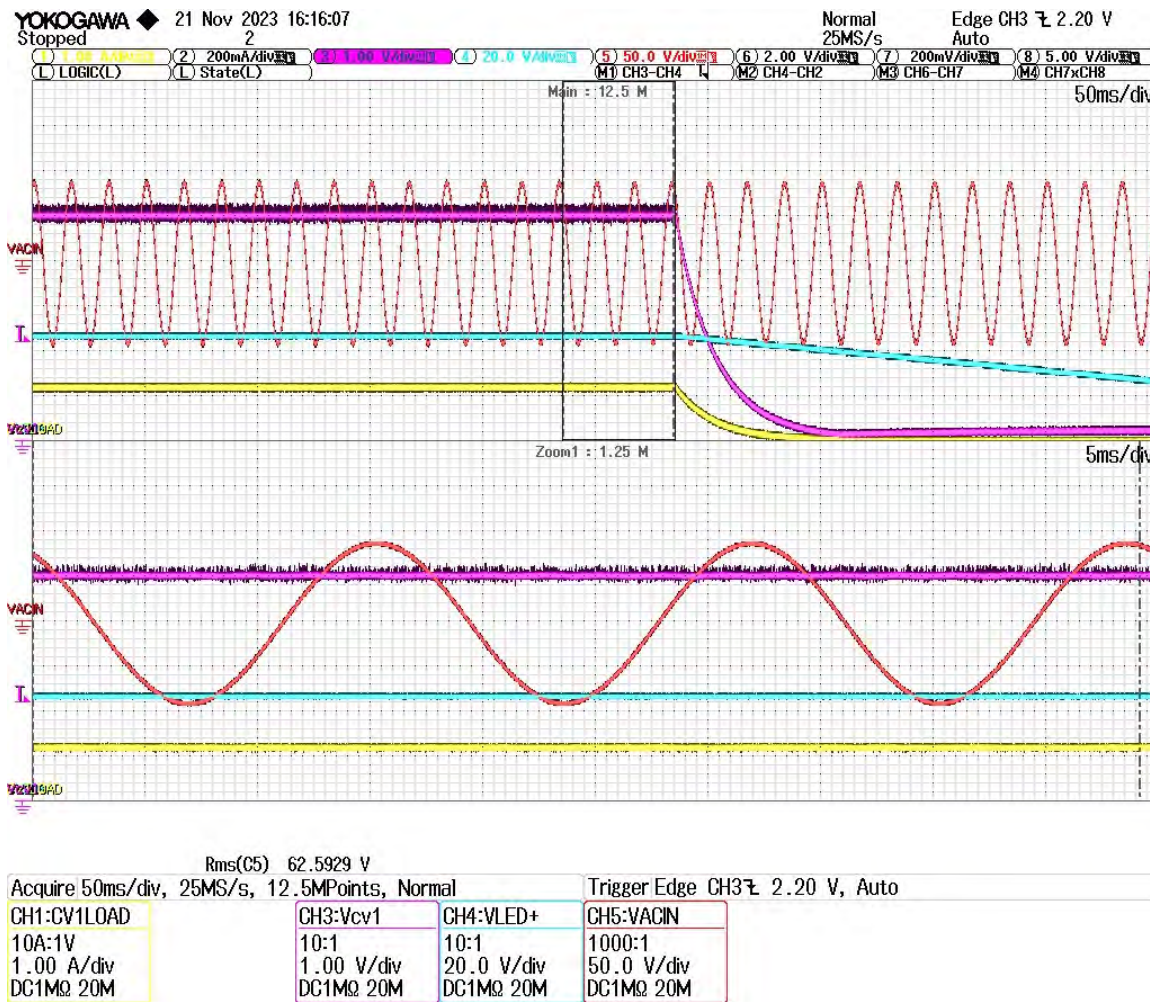 YOKOGAWA ◆ 21 Nov 2023 16:16:07 Normal Edge CH3 2.20 V
Stopped 2 25MS/s Auto
1 1.00 A/div 2 200mA/div 3 1.00 V/div 4 20.0 V/div 5 50.0 V/div 6 2.00 V/div 7 200mV/div 8 5.00 V/div
L LOGIC(L) L State(L) M1 CH3-CH4 M2 CH4-CH2 M3 CH6-CH7 M4 CH7xCH8
Main : 12.5 M 50ms/div
VACIN
Zoom1 : 1.25 M 5ms/div
VACIN
Rms(C5) 62.5929 V
Acquire 50ms/div, 25MS/s, 12.5MPoints, Normal Trigger Edge CH3 2.20 V, Auto
CH1:CV1LOAD CH3:Vcv1 CH4:VLED+ CH5:VACIN
10A:1V 10:1 10:1 1000:1
1.00 A/div 1.00 V/div 20.0 V/div 50.0 V/div
DC1MΩ 20M DC1MΩ 20M DC1MΩ 20M DC1MΩ 20M